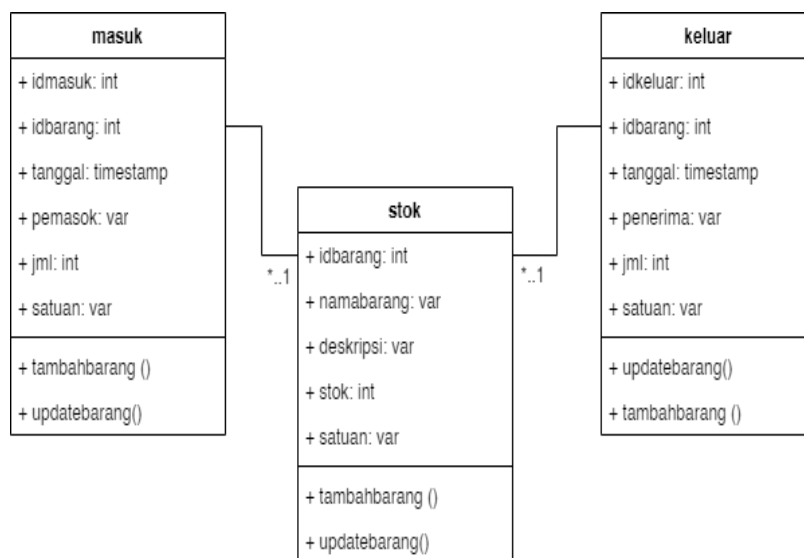 masuk
+ idmasuk: int
+ idbarang: int
+ tanggal: timestamp
+ pemasok: var
+ jml: int
+ satuan: var
+ tambahbarang ()
+ updatebarang()
*..1
stok
+ idbarang: int
+ namabarang: var
+ deskripsi: var
+ stok: int
+ satuan: var
+ tambahbarang ()
+ updatebarang()
*..1
keluar
+ idkeluar: int
+ idbarang: int
+ tanggal: timestamp
+ penerima: var
+ jml: int
+ satuan: var
+ updatebarang()
+ tambahbarang ()